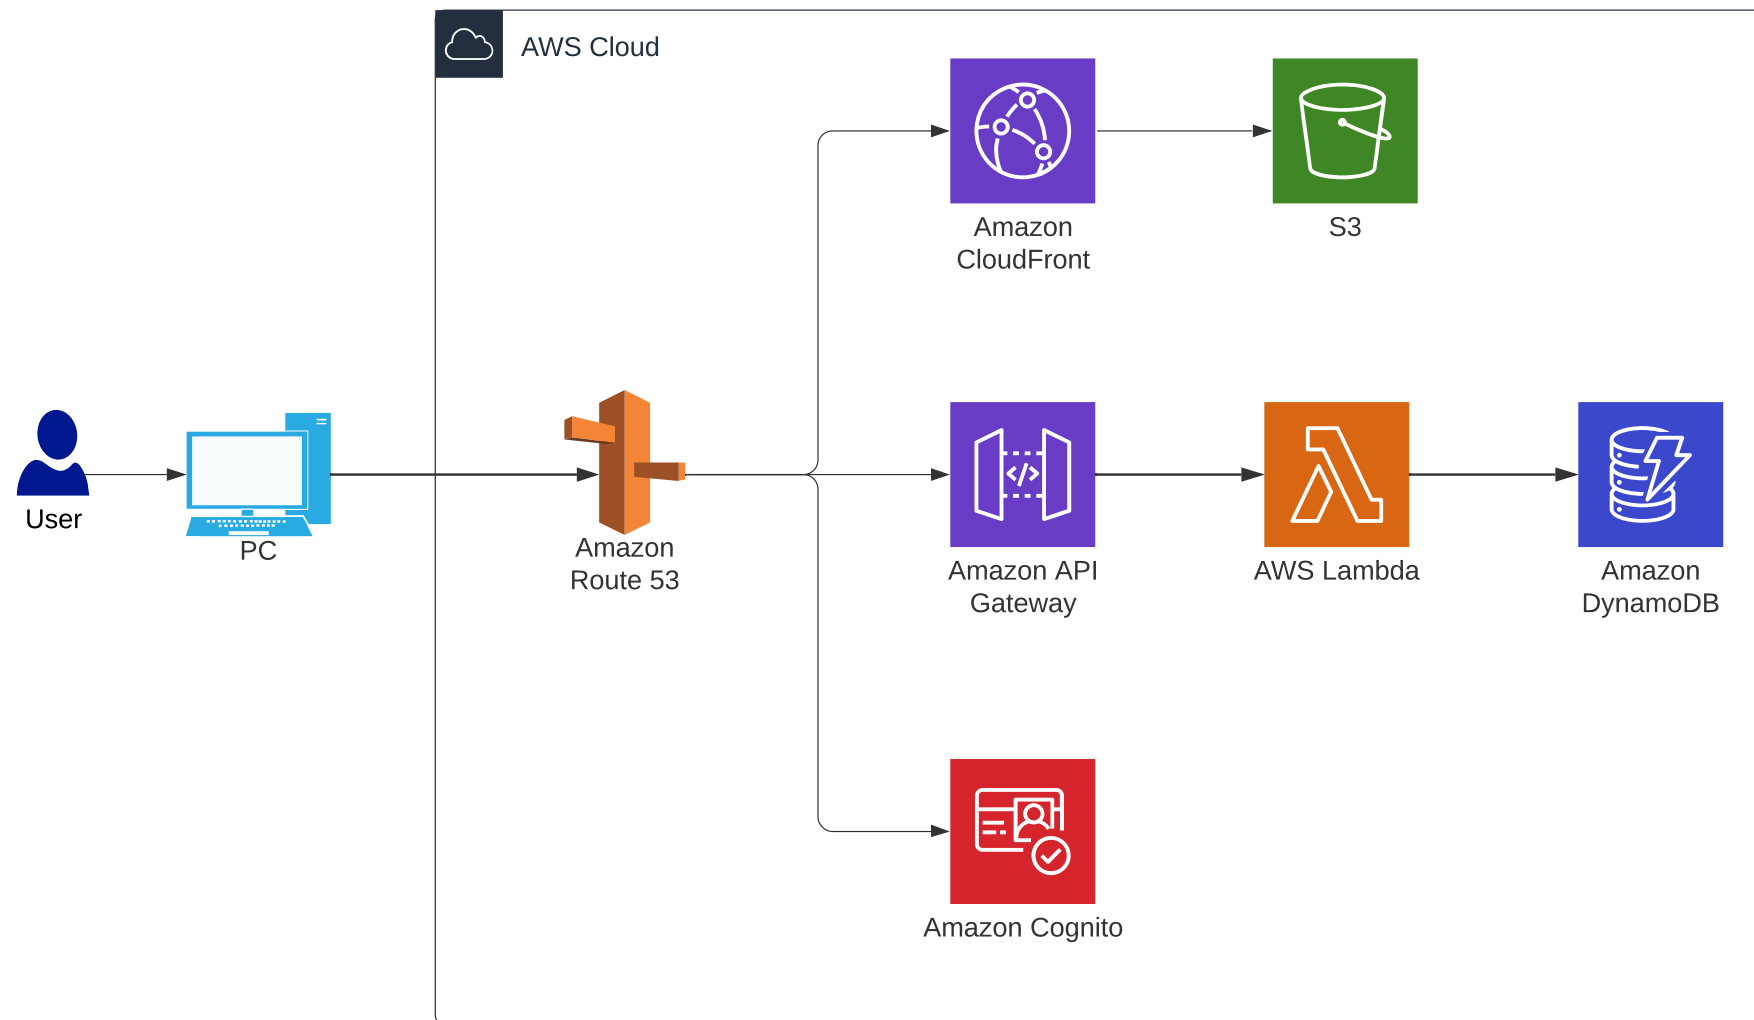 AWS Cloud
Amazon
CloudFront
S3
User
PC
Amazon
Route 53
Amazon API
Gateway
AWS Lambda
Amazon
DynamoDB
Amazon Cognito